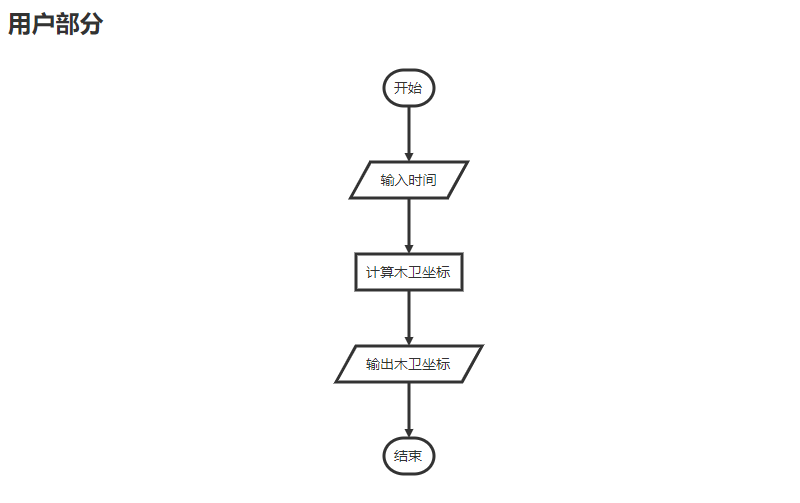 用户部分
开始
输入时间
计算木卫坐标
输出木卫坐标
结束